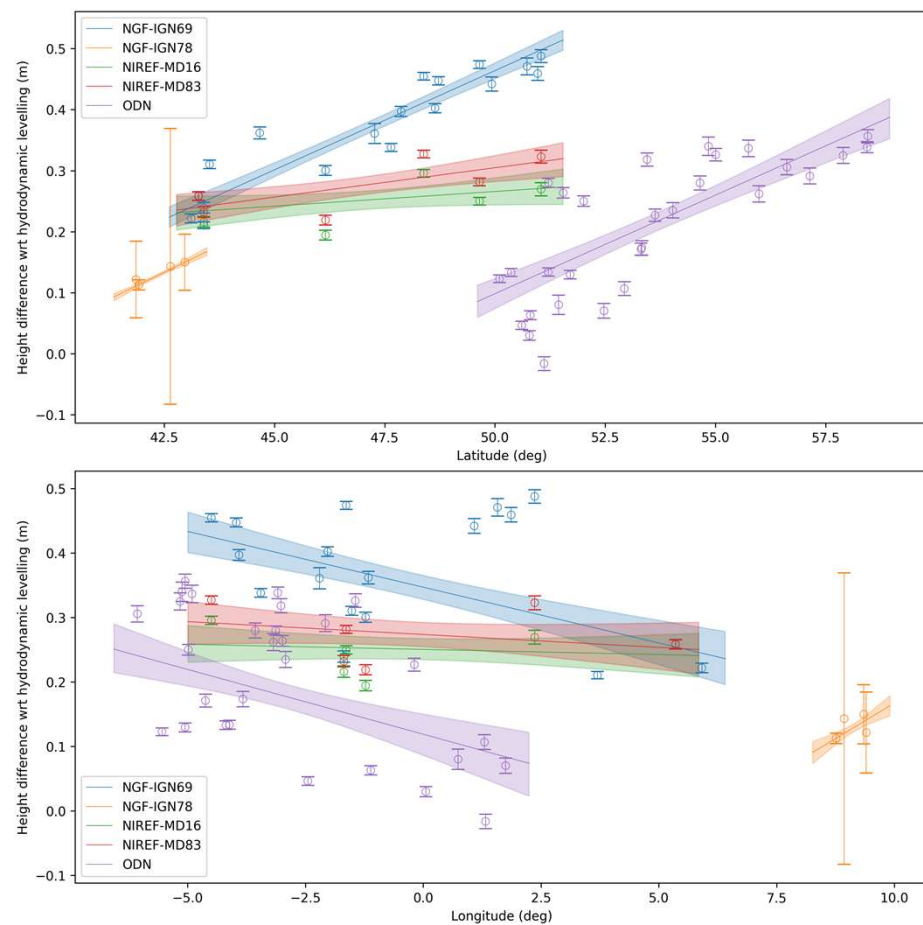 NGF-IGN69
NGF-IGN78
NIREF-MD16
NIREF-MD83
ODN
Height difference wrt hydrodynamic levelling (m)
0.5
0.4
0.3
0.2
0.1
0.0
−0.1
42.5 45.0 47.5 50.0 52.5 55.0 57.5
Latitude (deg)
Height difference wrt hydrodynamic levelling (m)
0.5
0.4
0.3
0.2
0.1
0.0
−0.1
NGF-IGN69
NGF-IGN78
NIREF-MD16
NIREF-MD83
ODN
−5.0 −2.5 0.0 2.5 5.0 7.5 10.0
Longitude (deg)